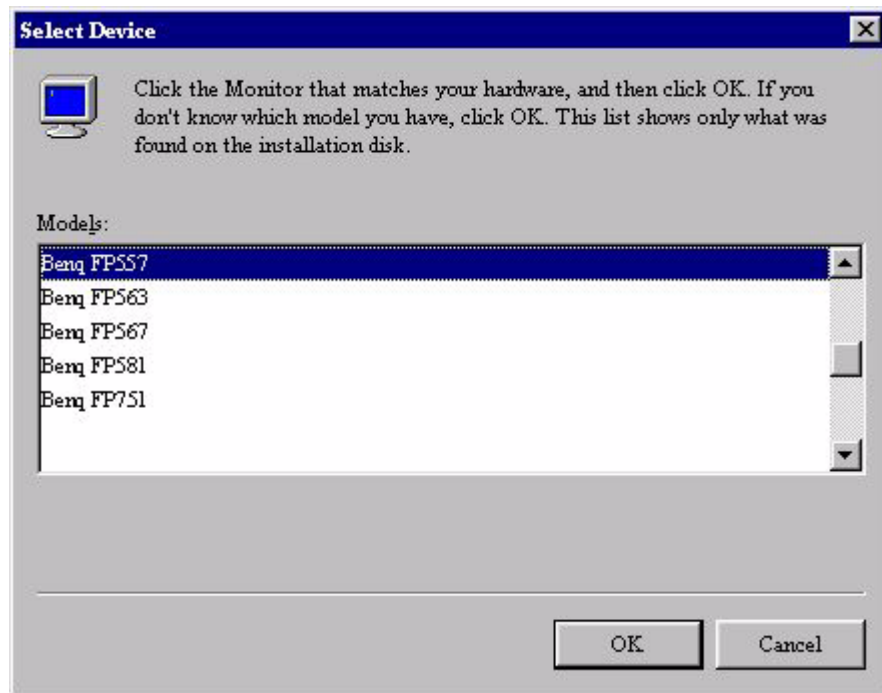 Select Device
Click the Monitor that matches your hardware, and then click OK. If you
don't know which model you have, click OK. This list shows only what was
found on the installation disk.
Models:
Benq FP557
Benq FP563
Benq FP567
Benq FP581
Benq FP751
OK
Cancel